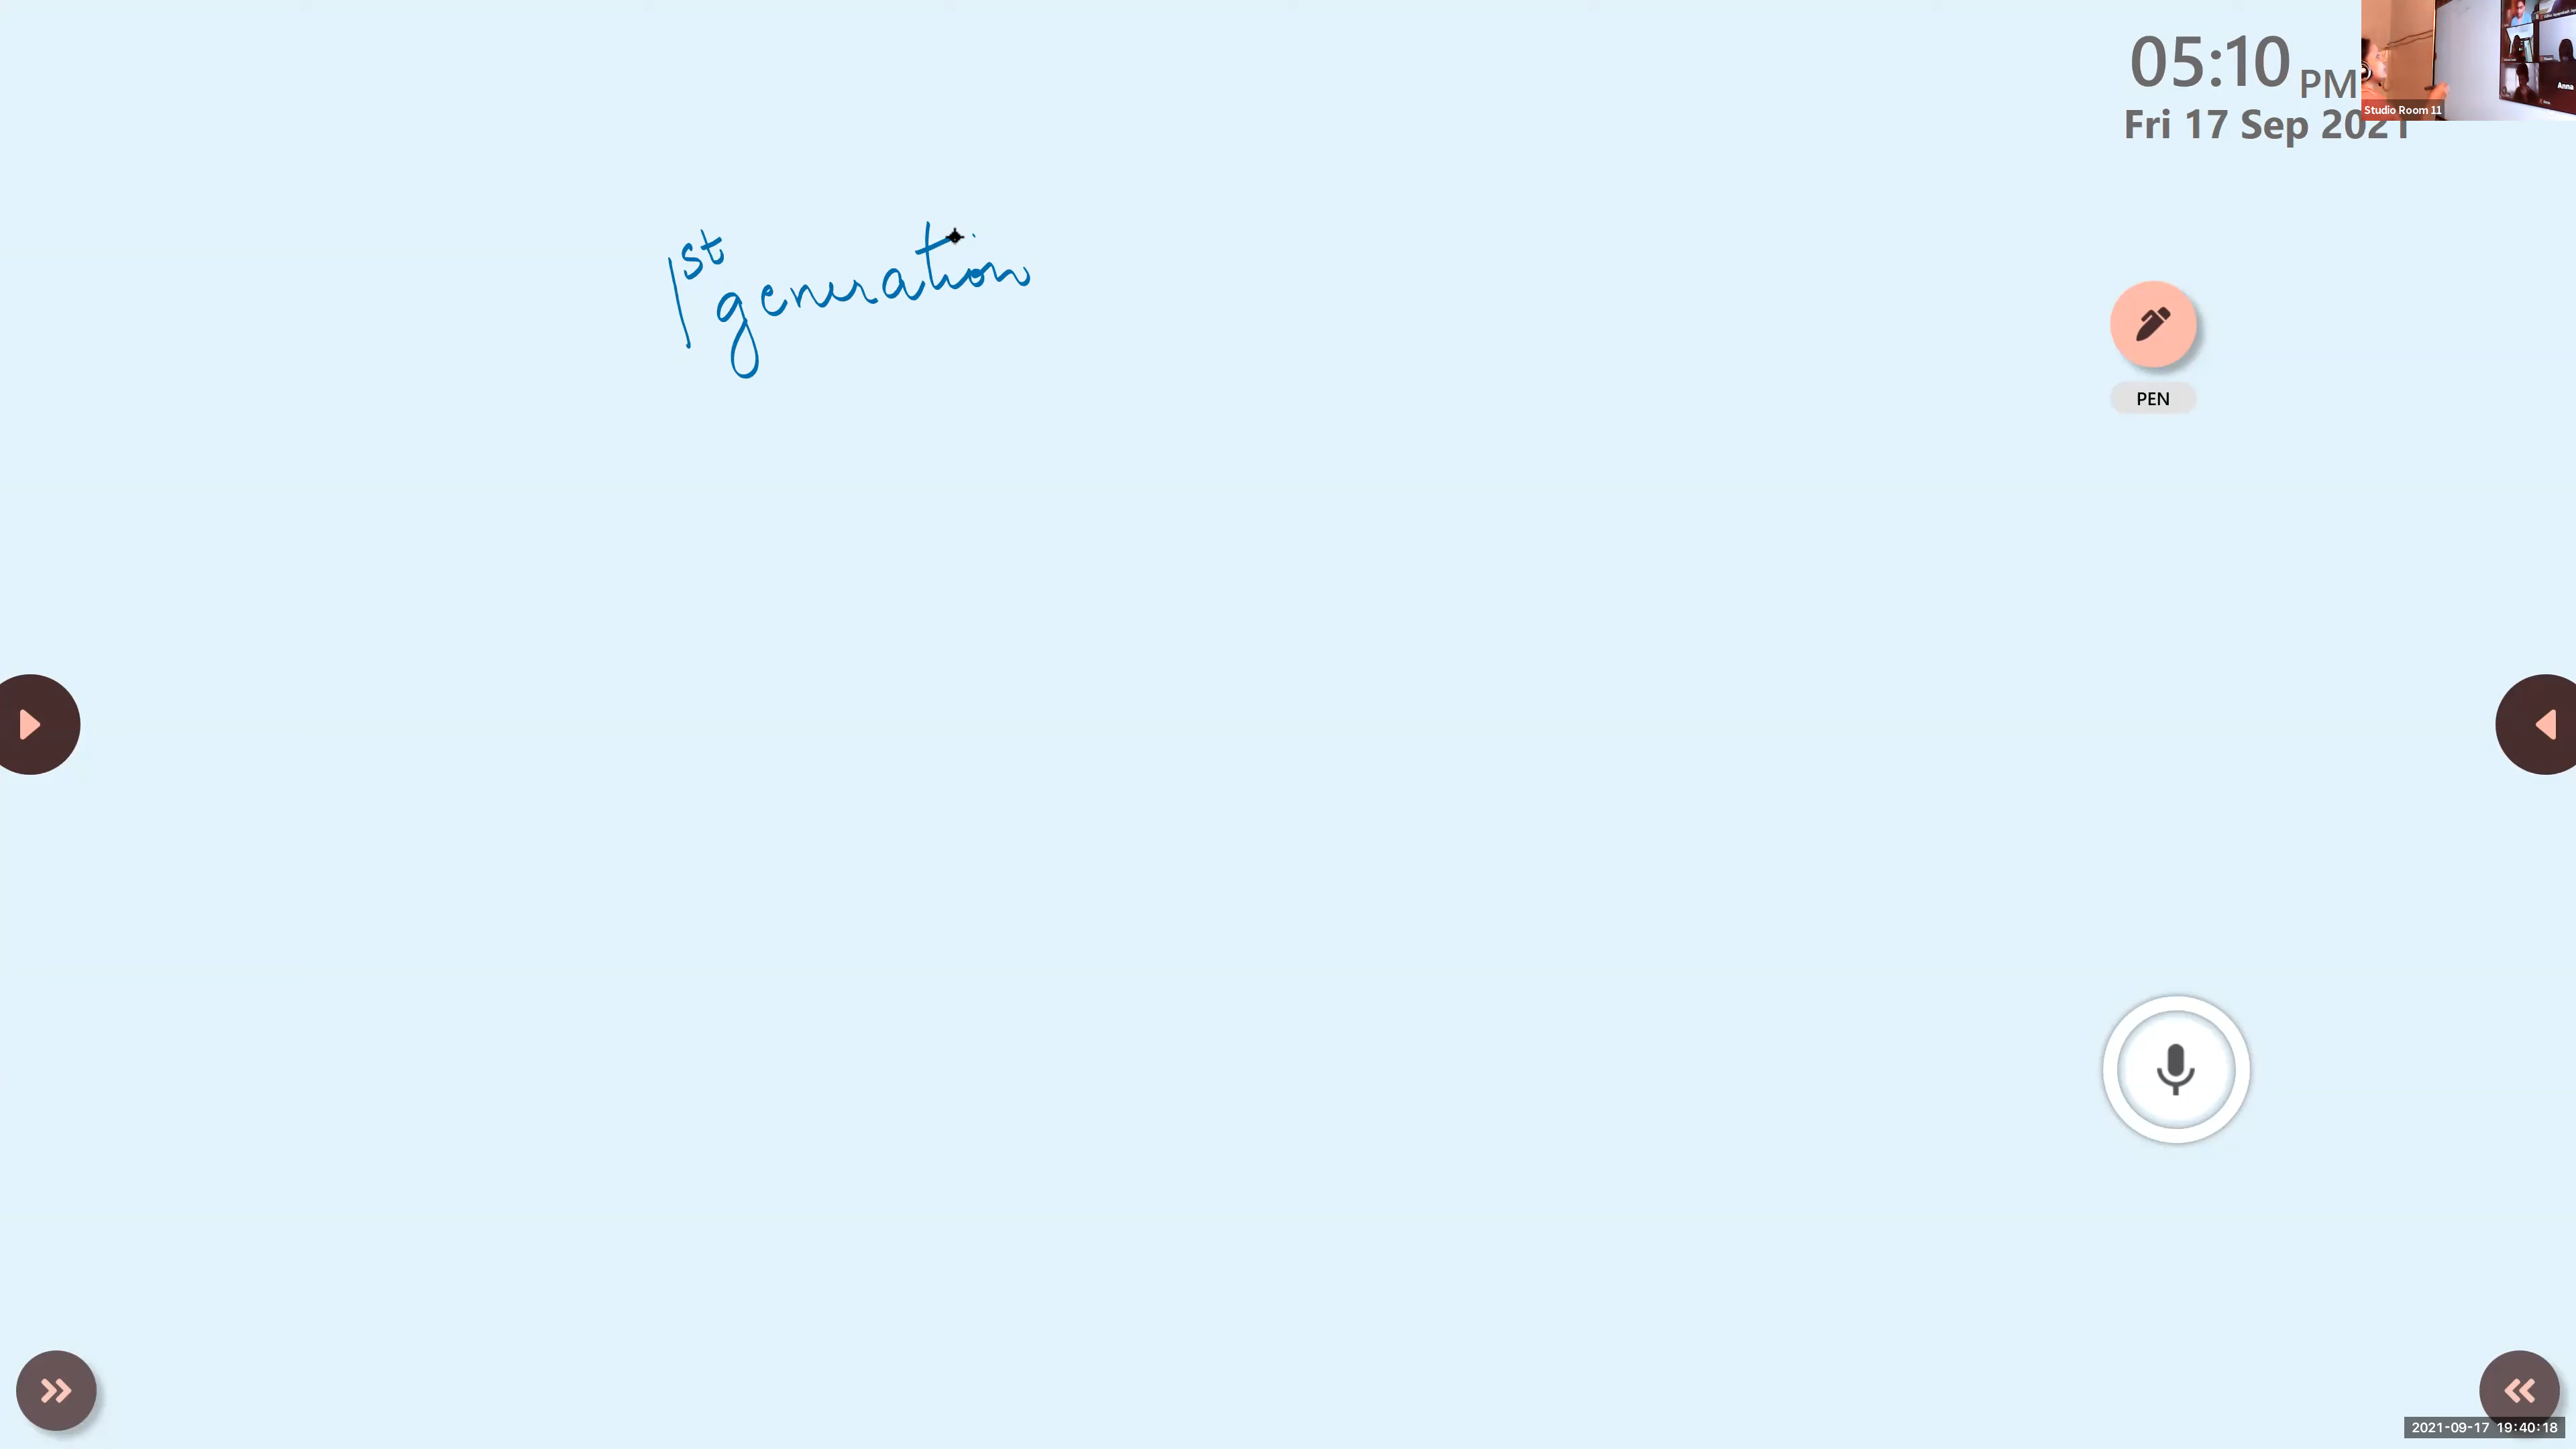 05:10 PM
Studio Room 11
Anna
Fri 17 Sep 2021
1st generation
PEN
2021-09-17 19:40:18